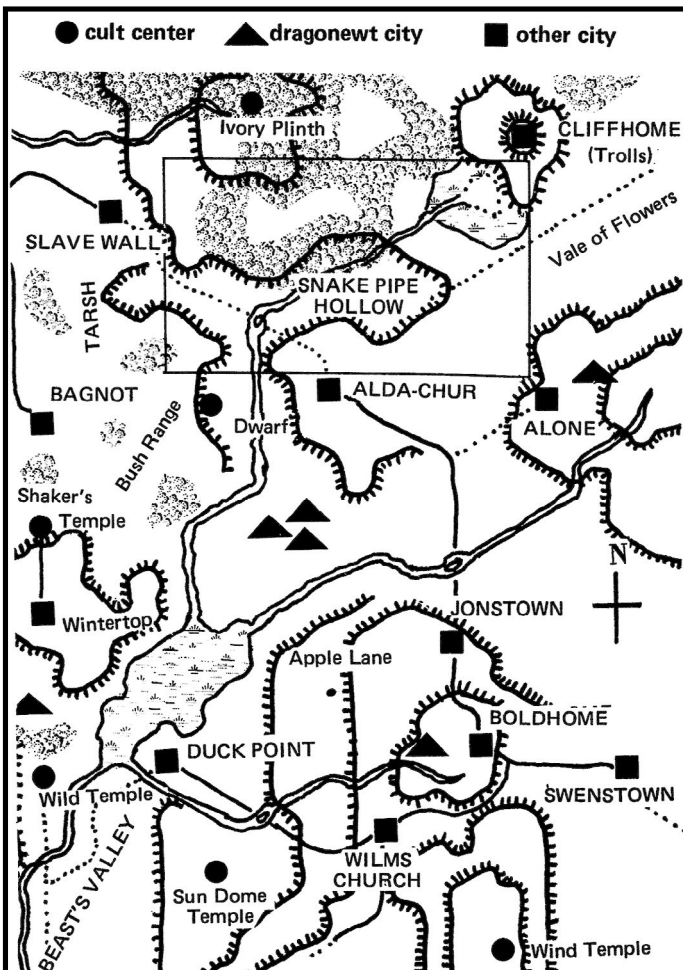 cult center dragonewt city other city
Ivory Plinth
CLIFFHOME
(Trolls)
SLAVE WALL
Vale of Flowers
SNAKE PIPE
HOLLOW
TARSH
BAGNOT
ALDA-CHUR
Bush Range
Dwarf
ALONE
Shaker's
Temple
N
Wintertop
JONSTOWN
Apple Lane
BOLDHOME
DUCK POINT
Wild Temple
SWENSTOWN
WILMS
CHURCH
BEAST'S VALLEY
Sun Dome
Temple
Wind Temple